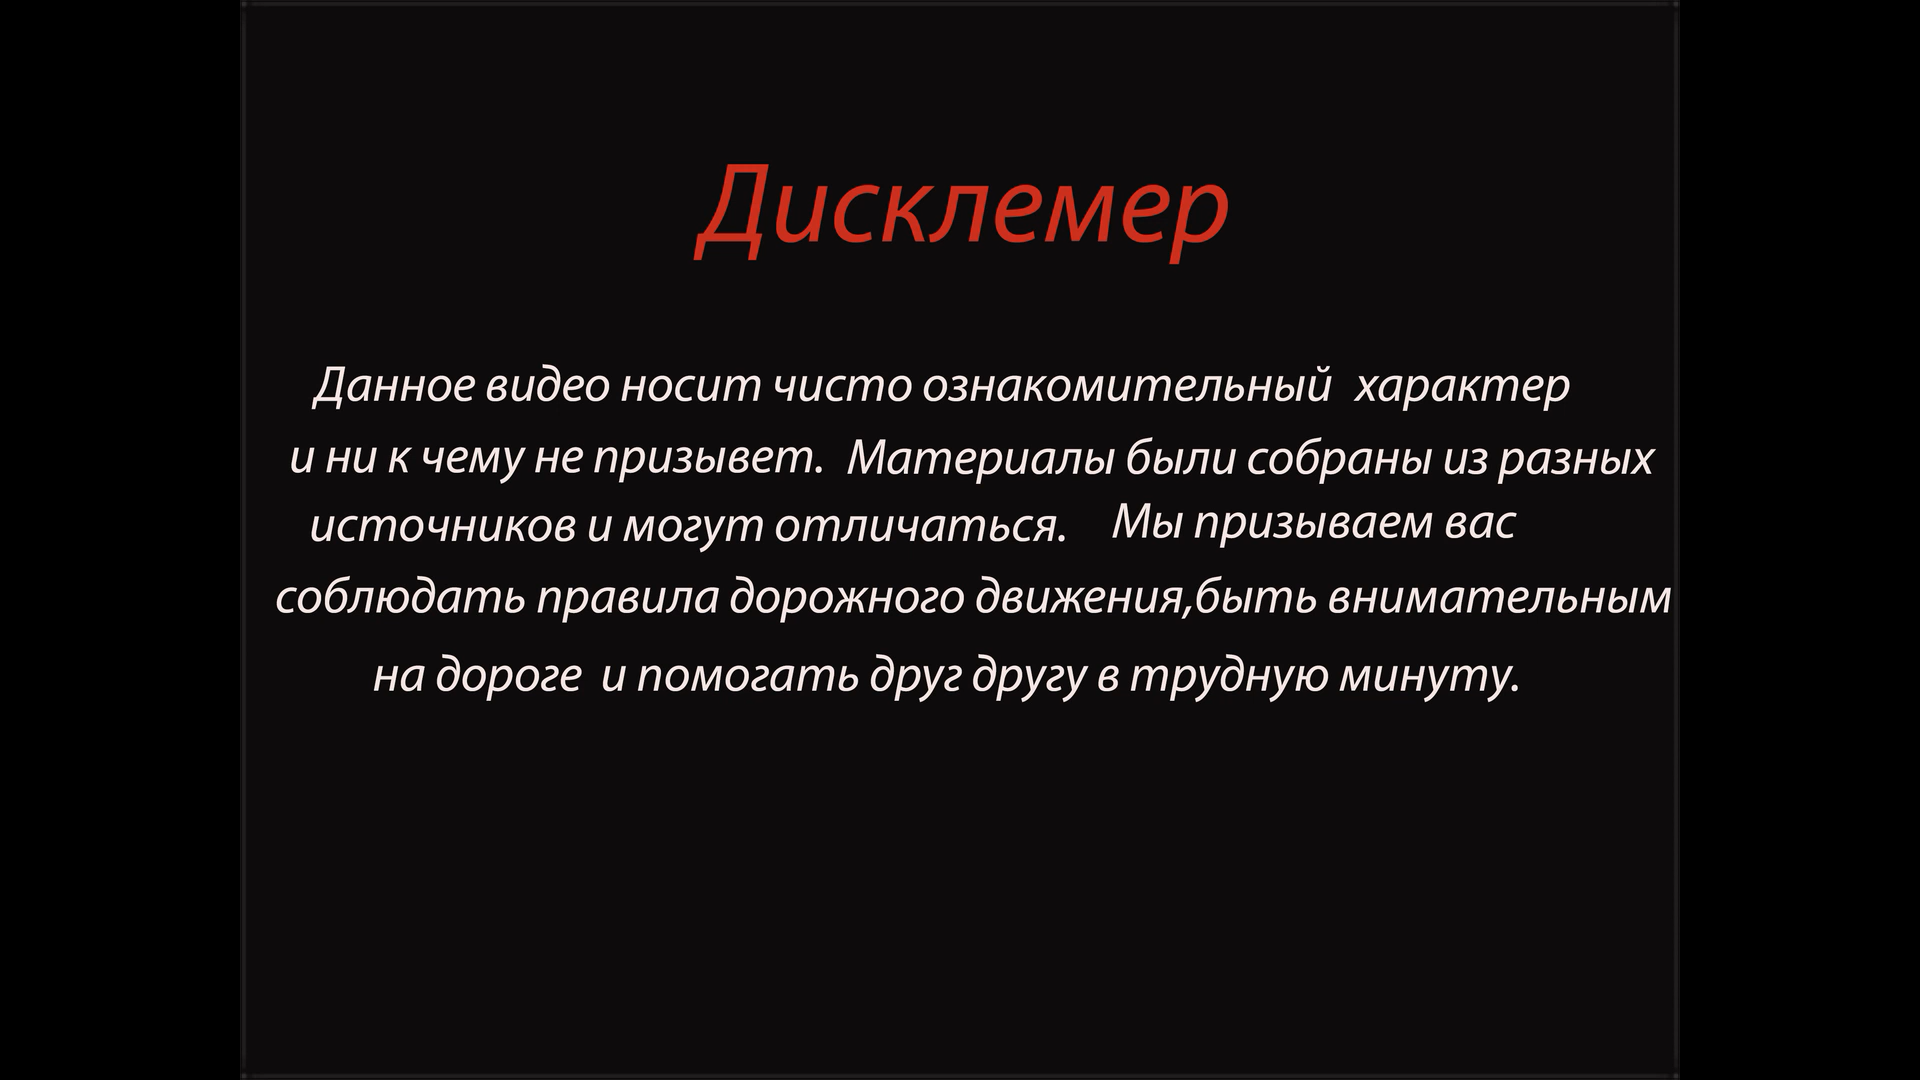 Дисклемер
Данное видео носит чисто ознакомительный характер
и ни к чему не призывет. Материалы были собраны из разных
источников и могут отличаться. Мы призываем вас
соблюдать правила дорожного движения,быть внимательным
на дороге и помогать друг другу в трудную минуту.